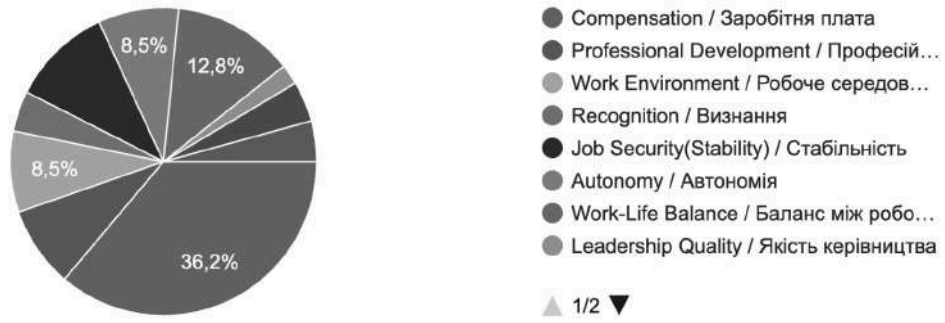 8,5%
12,8%
8,5%
36,2%
Compensation / Заробітня плата
Professional Development / Професій...
Work Environment / Робоче середов...
Recognition / Визнання
Job Security(Stability) / Стабільність
Autonomy / Автономія
Work-Life Balance / Баланс між робо...
Leadership Quality / Якість керівництва
1/2